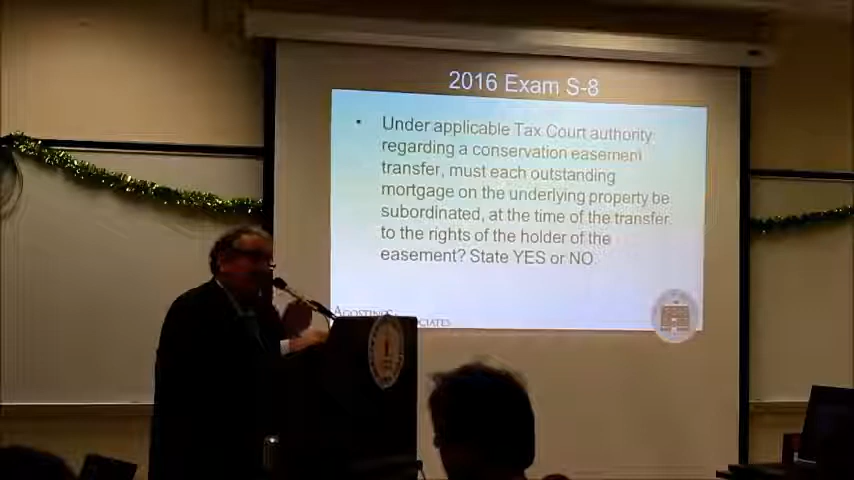 2016 Exam S-8
• Under applicable Tax Court authority
regarding a conservation easement
transfer, must each outstanding
mortgage on the underlying property be
subordinated, at the time of the transfer
to the rights of the holder of the
easement? State YES or NO.